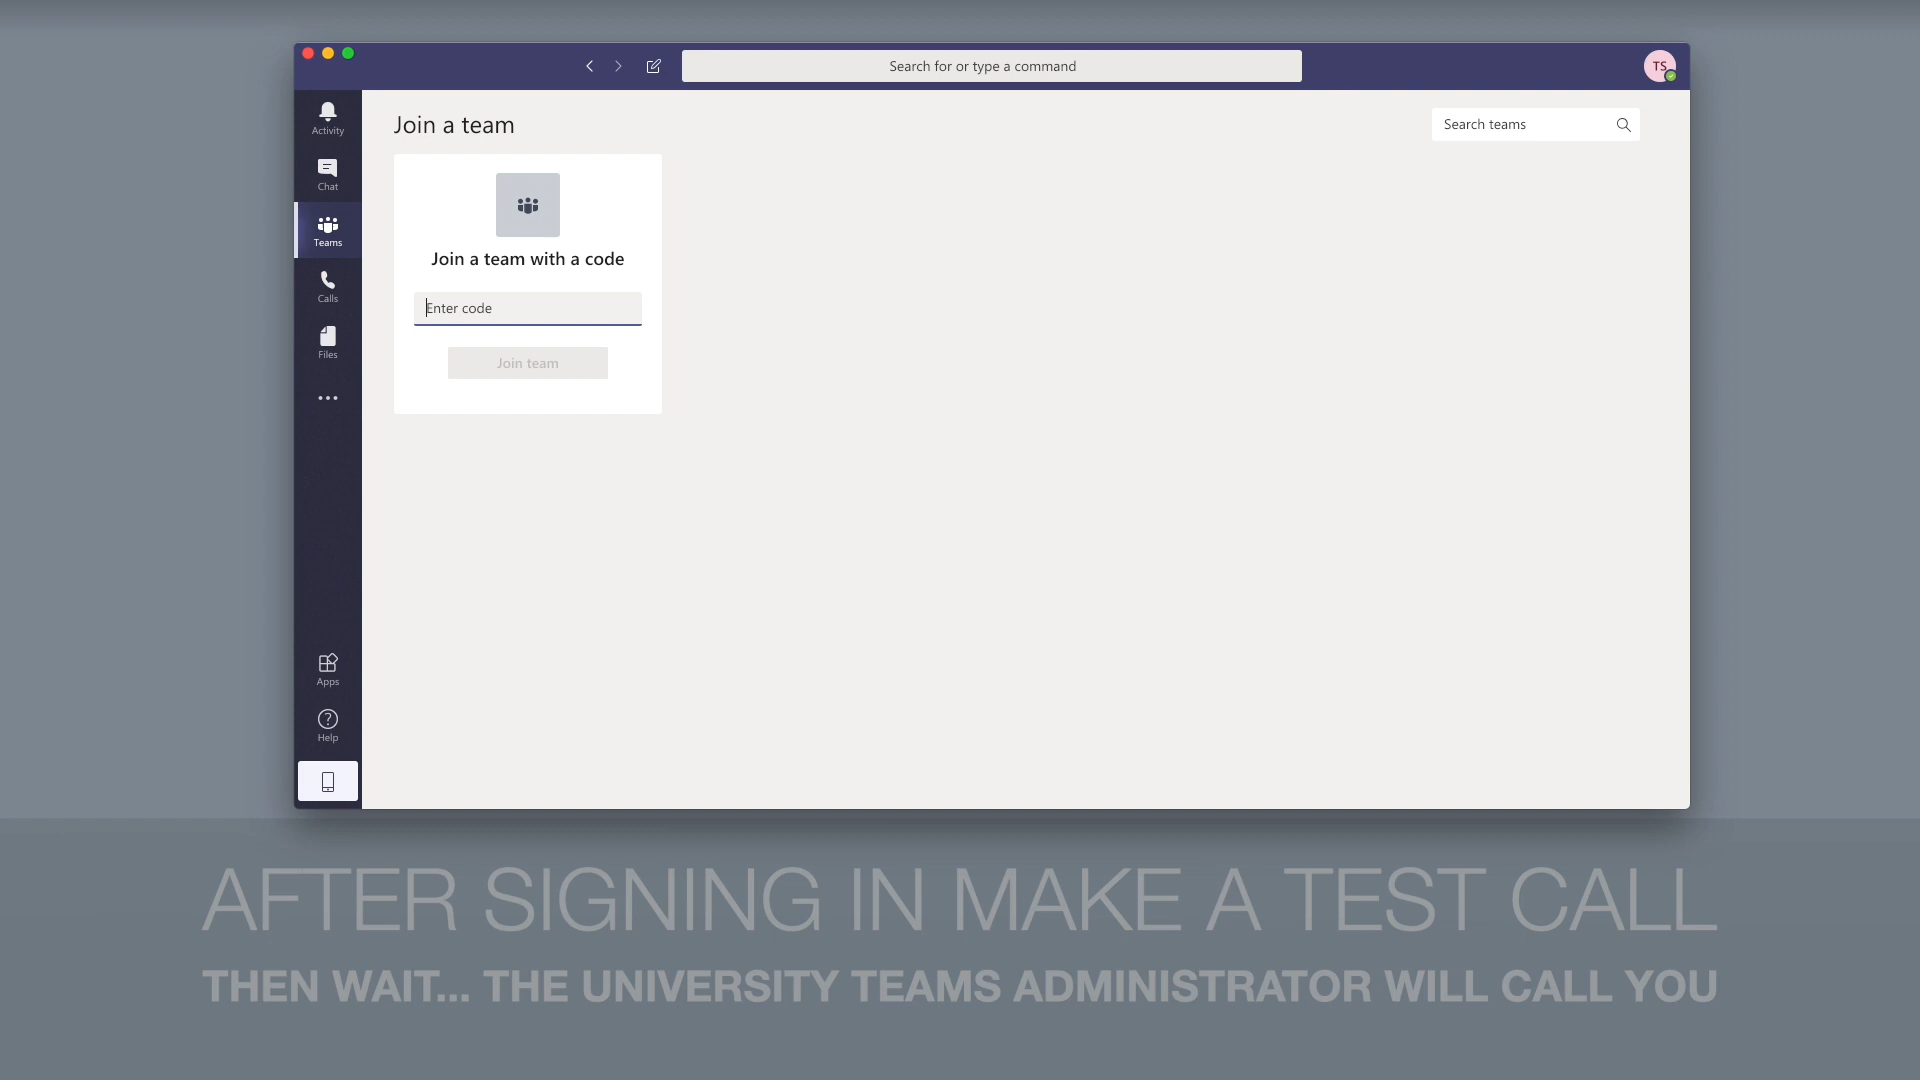 Search for or type a command
TS
Activity
Chat
Teams
Calls
Files
Apps
Help
Join a team
Search teams
Join a team with a code
Enter code
Join team
AFTER SIGNING IN MAKE A TEST CALL
THEN WAIT... THE UNIVERSITY TEAMS ADMINISTRATOR WILL CALL YOU